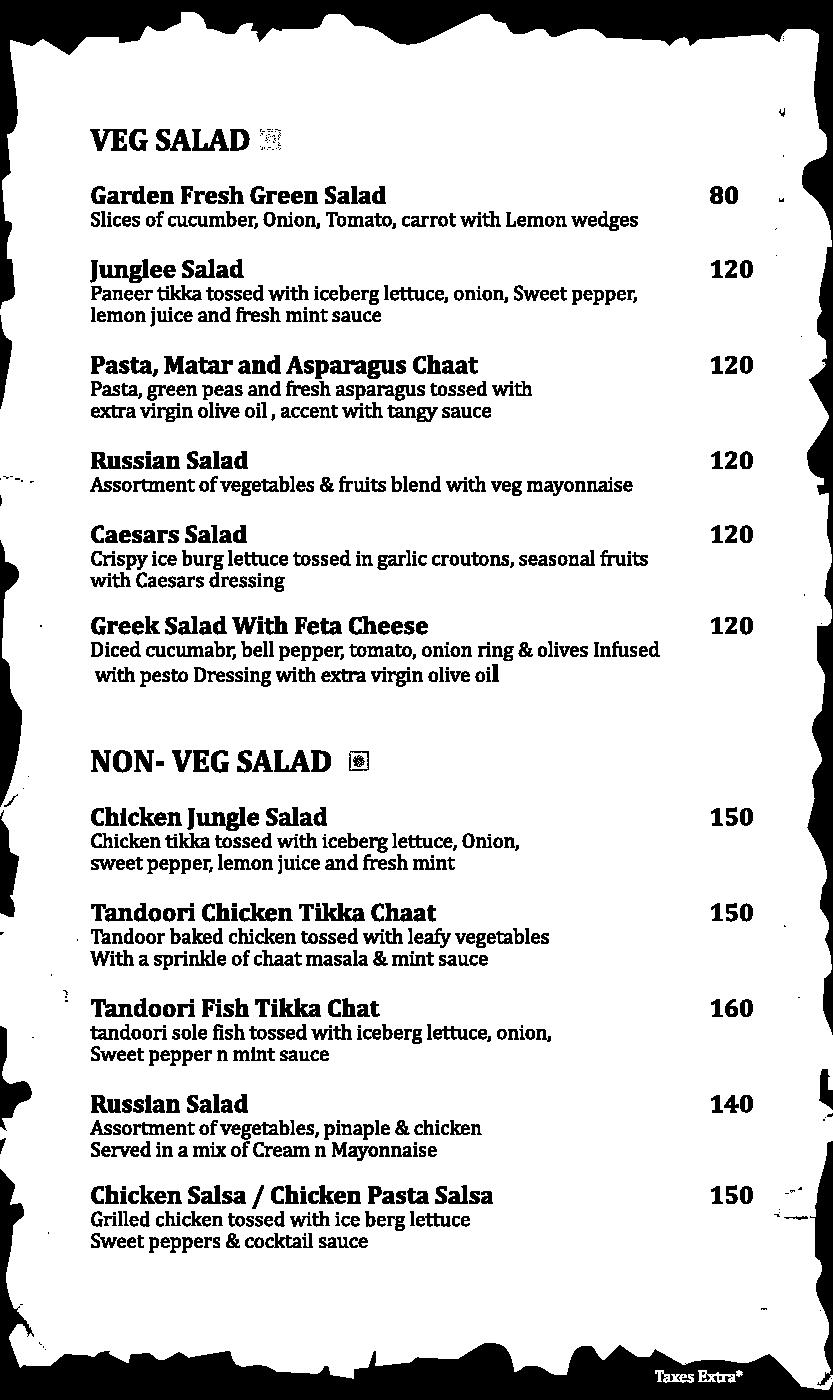 VEG SALAD
Garden Fresh Green Salad 80
Slices of cucumber, Onion, Tomato, carrot with Lemon wedges
Junglee Salad 120
Paneer tikka tossed with iceberg lettuce, onion, Sweet pepper,
lemon juice and fresh mint sauce
Pasta, Matar and Asparagus Chaat 120
Pasta, green peas and fresh asparagus tossed with
extra virgin olive oil , accent with tangy sauce
Russian Salad 120
Assortment of vegetables & fruits blend with veg mayonnaise
Caesars Salad 120
Crispy ice burg lettuce tossed in garlic croutons, seasonal fruits
with Caesars dressing
Greek Salad With Feta Cheese 120
Diced cucumabr, bell pepper, tomato, onion ring & olives Infused
with pesto Dressing with extra virgin olive oil
NON- VEG SALAD
Chicken Jungle Salad 150
Chicken tikka tossed with iceberg lettuce, Onion,
sweet pepper, lemon juice and fresh mint
Tandoori Chicken Tikka Chaat 150
Tandoor baked chicken tossed with leafy vegetables
With a sprinkle of chaat masala & mint sauce
Tandoori Fish Tikka Chat 160
tandoori sole fish tossed with iceberg lettuce, onion,
Sweet pepper n mint sauce
Russian Salad 140
Assortment of vegetables, pinaple & chicken
Served in a mix of Cream n Mayonnaise
Chicken Salsa / Chicken Pasta Salsa 150
Grilled chicken tossed with ice berg lettuce
Sweet peppers & cocktail sauce
Taxes Extra*